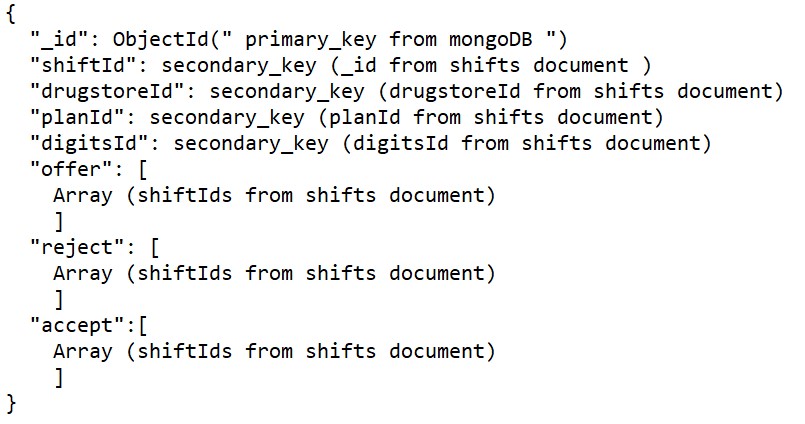 {
  "_id": ObjectId(" primary_key from mongoDB ")
  "shiftId": secondary_key (_id from shifts document )
  "drugstoreId": secondary_key (drugstoreId from shifts document)
  "planId": secondary_key (planId from shifts document)
  "digitsId": secondary_key (digitsId from shifts document)
  "offer": [
    Array (shiftIds from shifts document)
    ]
  "reject": [
    Array (shiftIds from shifts document)
    ]
  "accept":[
    Array (shiftIds from shifts document)
    ]
}